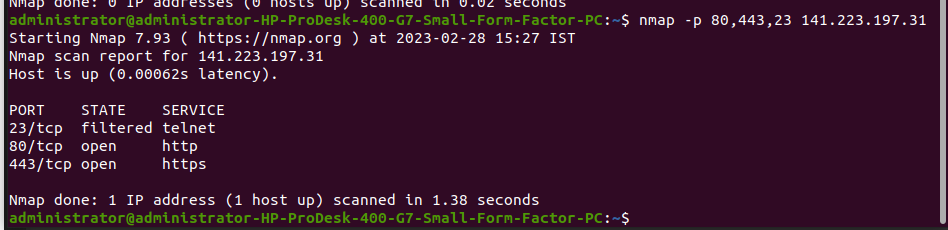 Nmap done: 0 IP addresses (0 hosts up) scanned in 0.02 seconds
administrator@administrator-HP-ProDesk-400-G7-Small-Form-Factor-PC:~$ nmap -p 80,443,23 141.223.197.31
Starting Nmap 7.93 ( https://nmap.org ) at 2023-02-28 15:27 IST
Nmap scan report for 141.223.197.31
Host is up (0.00062s latency).
PORT    STATE    SERVICE
23/tcp  filtered telnet
80/tcp  open     http
443/tcp open     https
Nmap done: 1 IP address (1 host up) scanned in 1.38 seconds
administrator@administrator-HP-ProDesk-400-G7-Small-Form-Factor-PC:~$